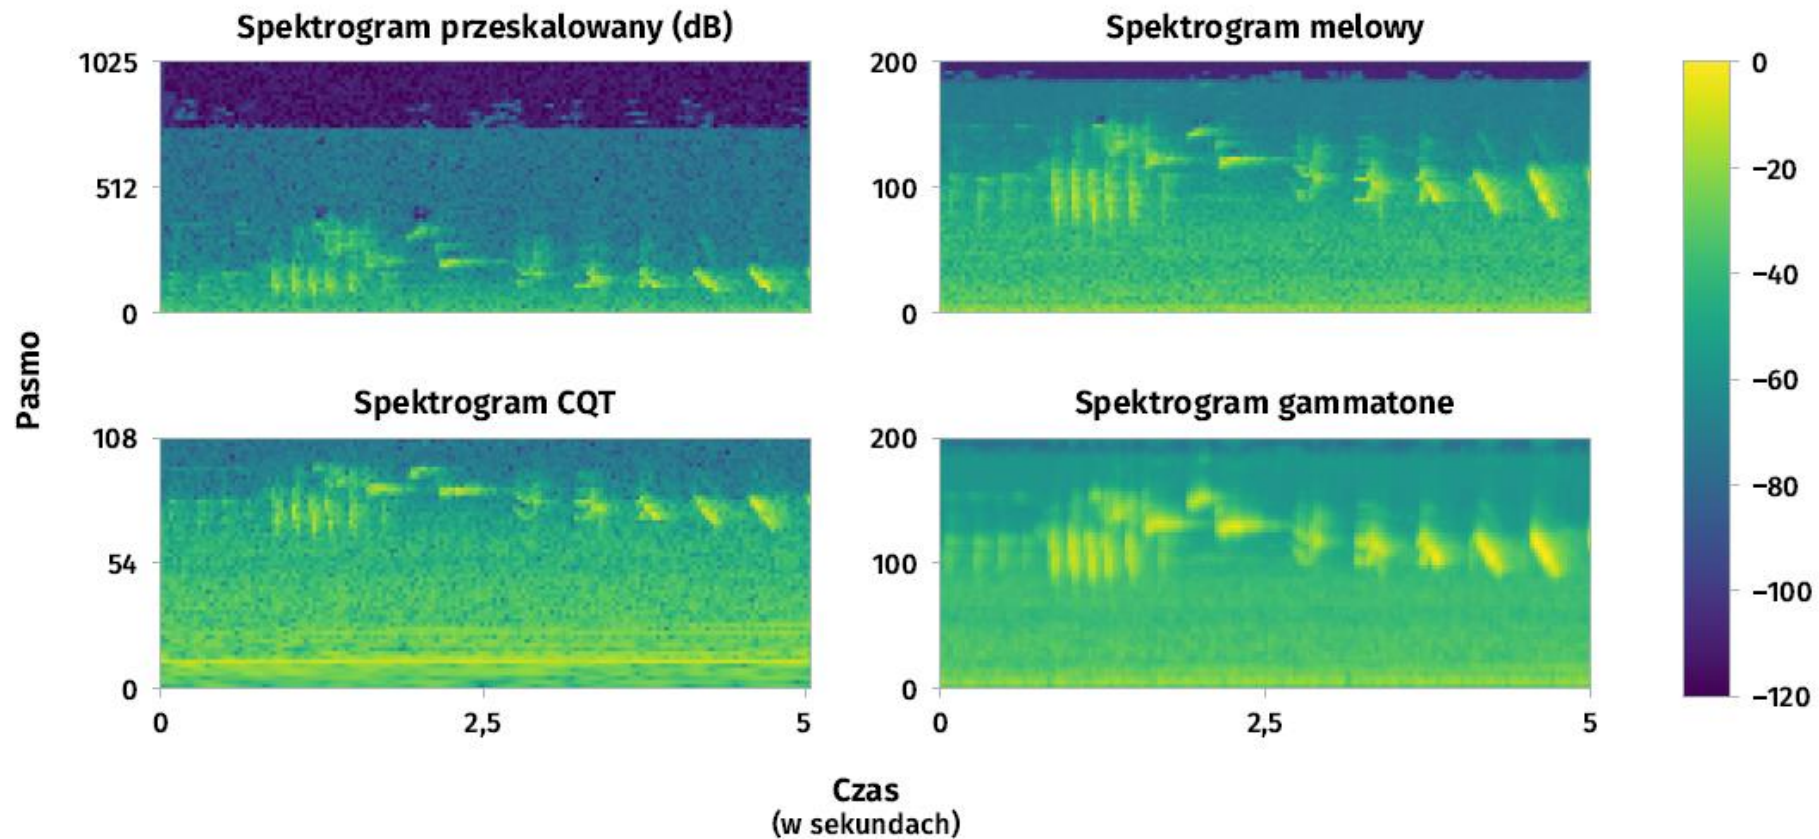 Spektrogram przeskalowany (dB)
1025
512
0
Spektrogram melowy
200
100
0
0
−20
−40
−60
−80
−100
−120
Pasmo
Spektrogram CQT
108
54
0
0 2,5 5
Spektrogram gammatone
200
100
0
0 2,5 5
Czas
(w sekundach)